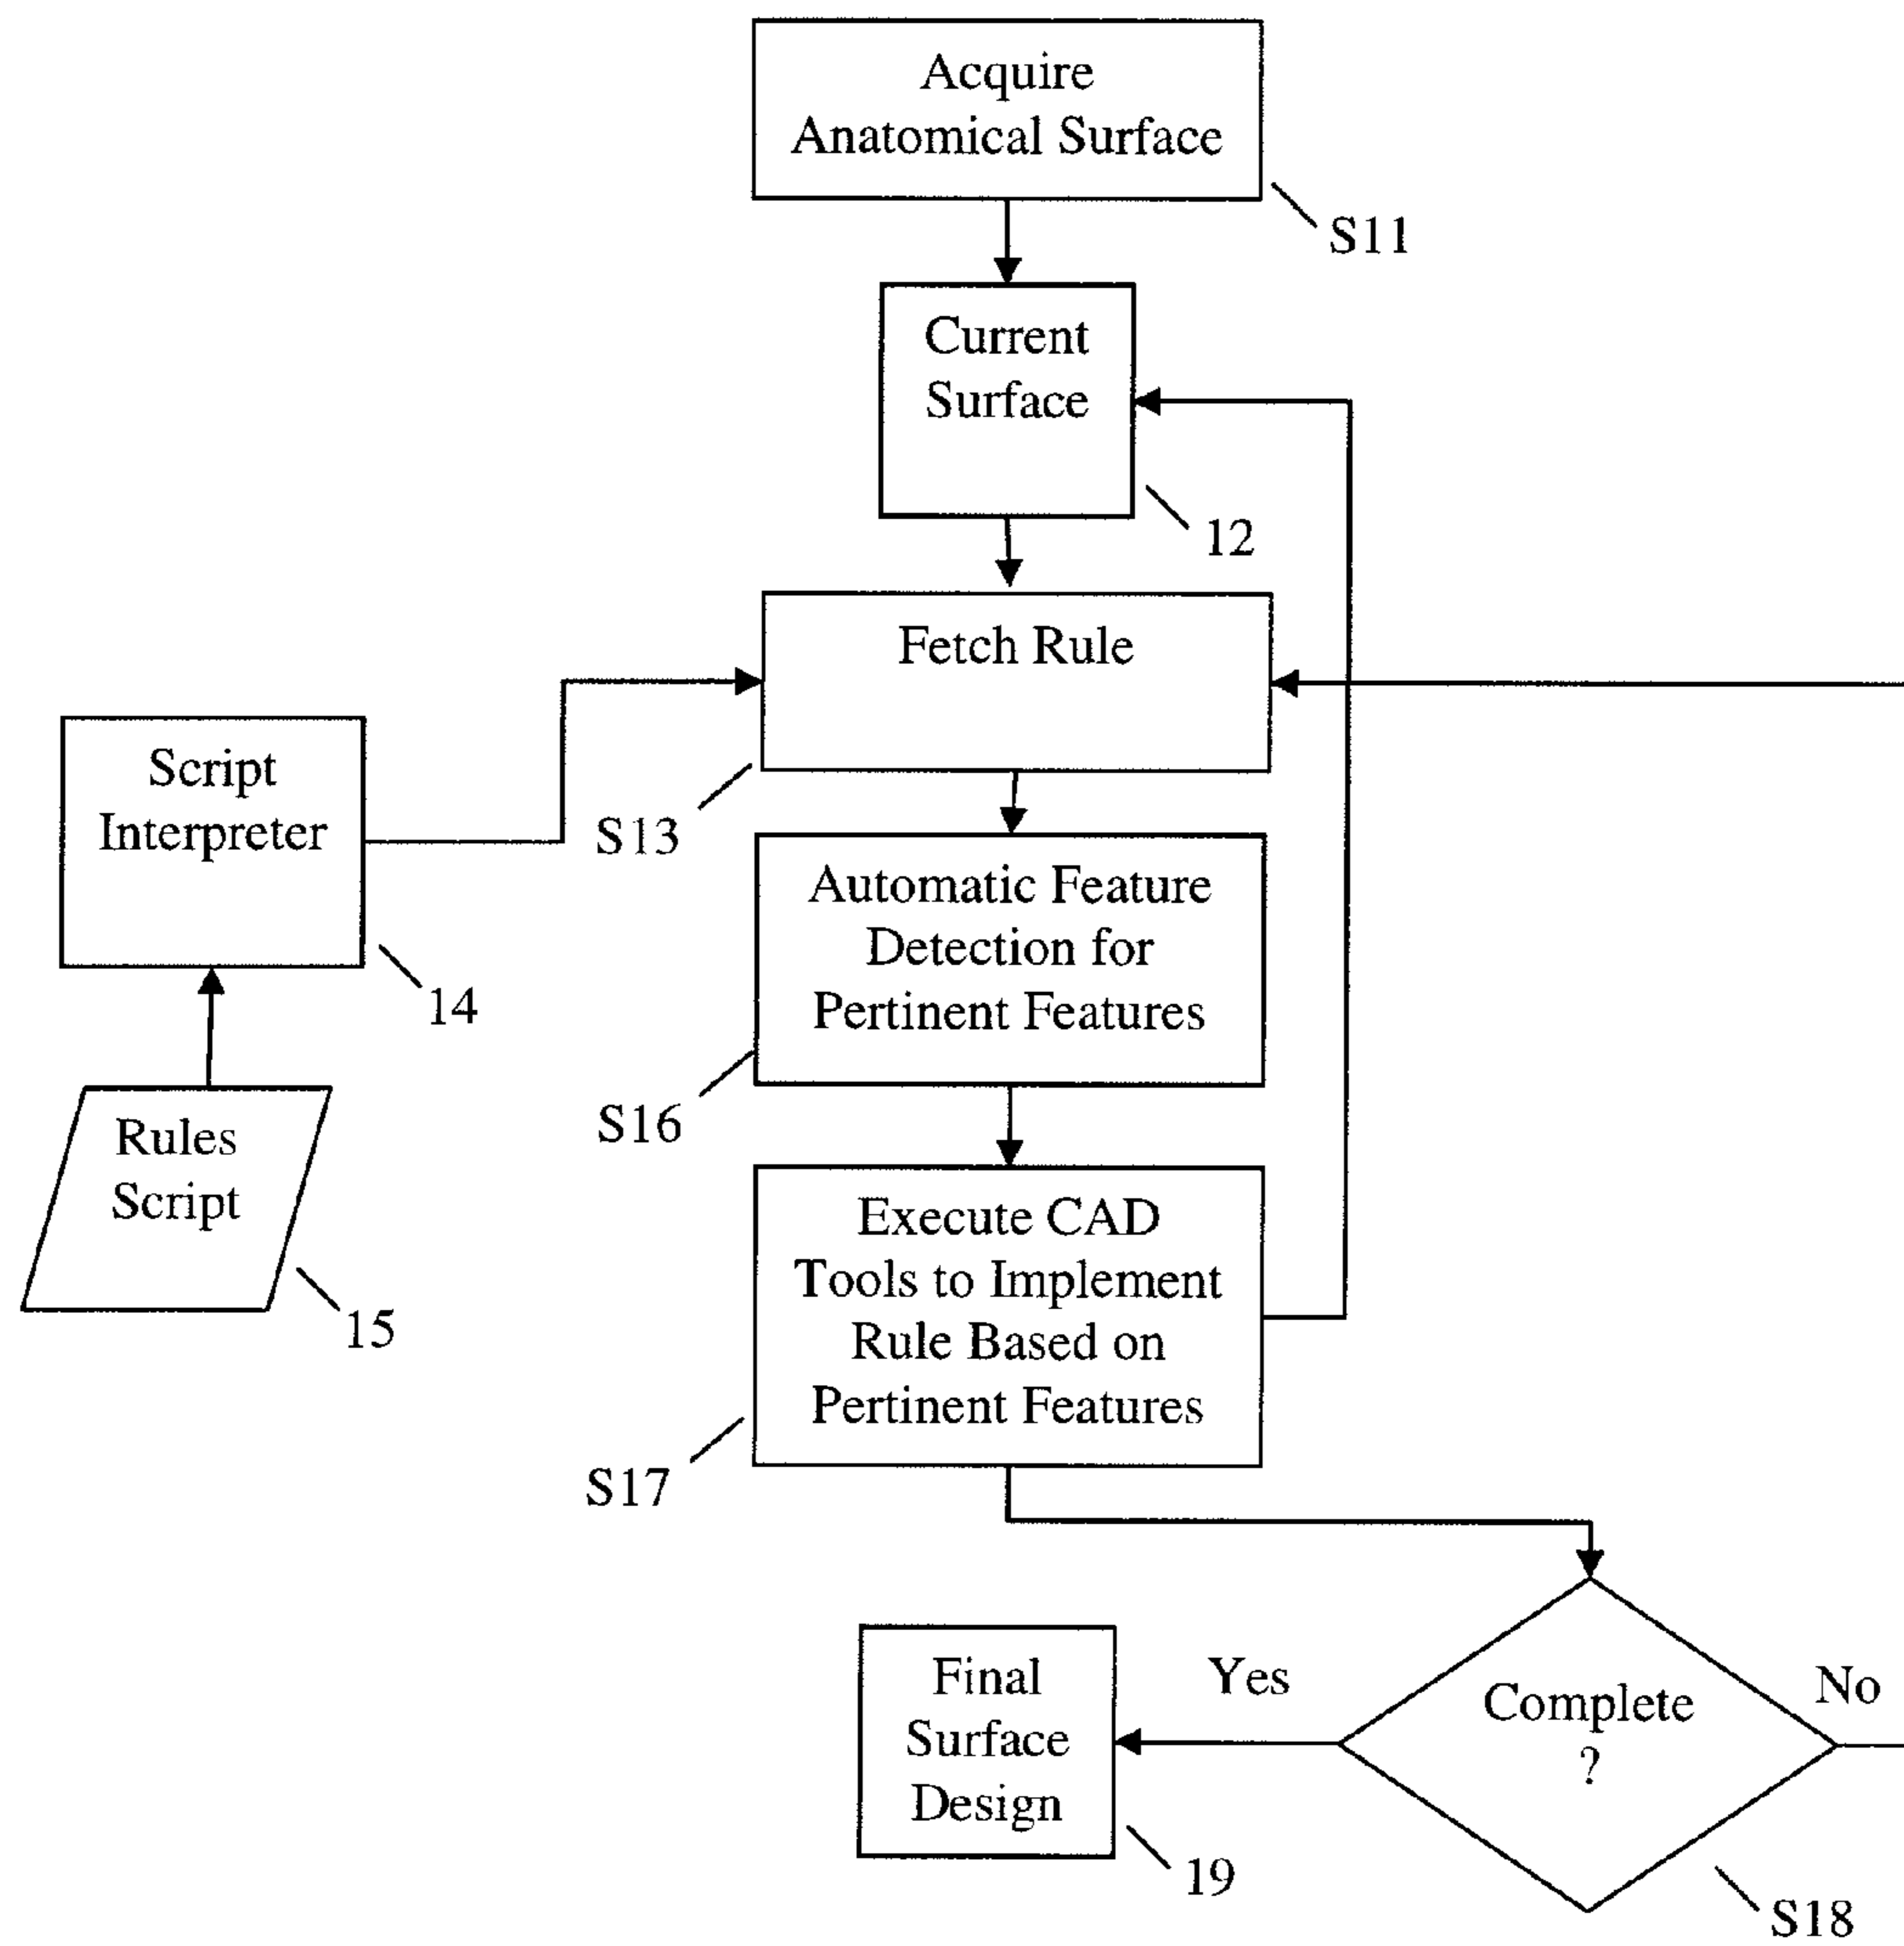 Acquire
Anatomical Surface
S11
Current
Surface
12
Fetch Rule
S13
Script
Interpreter
14
Rules
Script
15
Automatic Feature
Detection for
Pertinent Features
S16
Execute CAD
Tools to Implement
Rule Based on
Pertinent Features
S17
Complete
?
S18
Yes
No
Final
Surface
Design
19